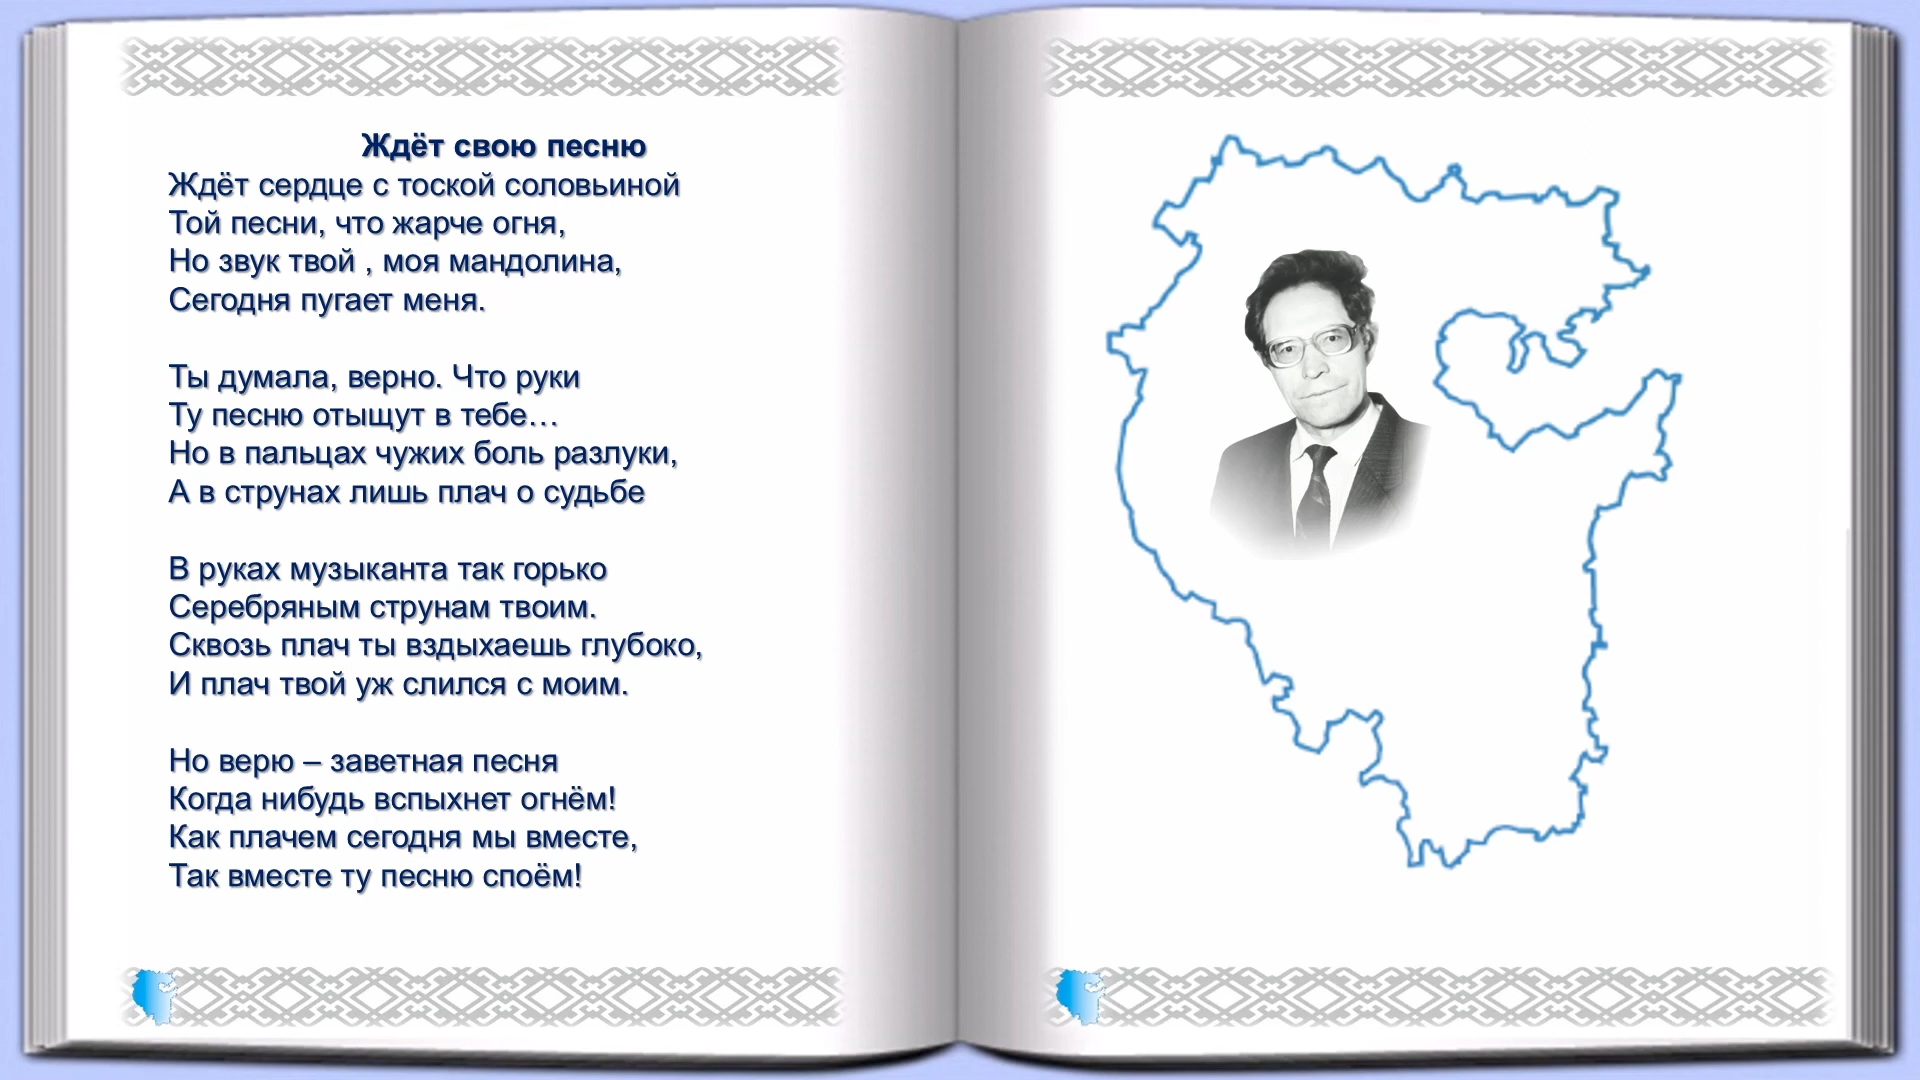 Ждёт свою песню
Ждёт сердце с тоской соловьиной
Той песни, что жарче огня,
Но звук твой , моя мандолина,
Сегодня пугает меня.
Ты думала, верно. Что руки
Ту песню отыщут в тебе…
Но в пальцах чужих боль разлуки,
А в струнах лишь плач о судьбе
В руках музыканта так горько
Серебряным струнам твоим.
Сквозь плач ты вздыхаешь глубоко,
И плач твой уж слился с моим.
Но верю – заветная песня
Когда нибудь вспыхнет огнём!
Как плачем сегодня мы вместе,
Так вместе ту песню споём!